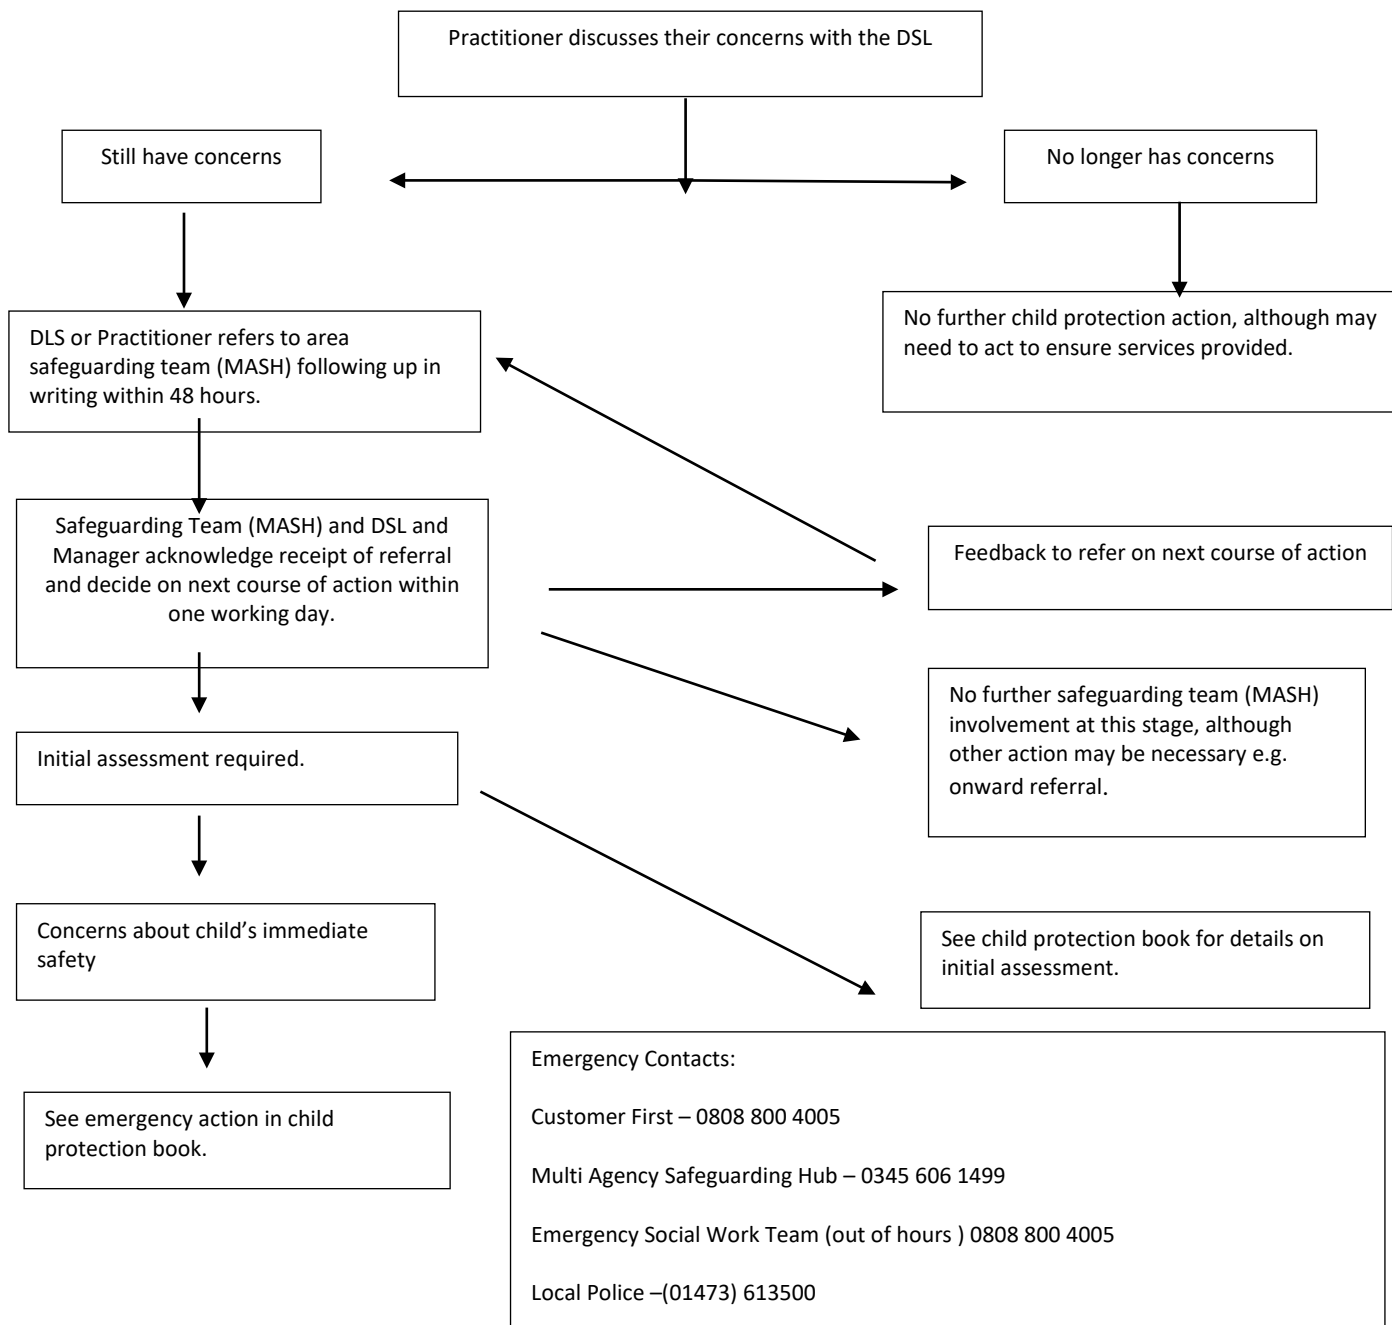 Practitioner discusses their concerns with the DSL
Still have concerns
No longer has concerns
DLS or Practitioner refers to area
safeguarding team (MASH) following up in
writing within 48 hours.
No further child protection action, although may
need to act to ensure services provided.
Safeguarding Team (MASH) and DSL and
Manager acknowledge receipt of referral
and decide on next course of action within
one working day.
Feedback to refer on next course of action
No further safeguarding team (MASH)
involvement at this stage, although
other action may be necessary e.g.
onward referral.
Initial assessment required.
Concerns about child’s immediate
safety
See child protection book for details on
initial assessment.
See emergency action in child
protection book.
Emergency Contacts:
Customer First – 0808 800 4005
Multi Agency Safeguarding Hub – 0345 606 1499
Emergency Social Work Team (out of hours ) 0808 800 4005
Local Police –(01473) 613500